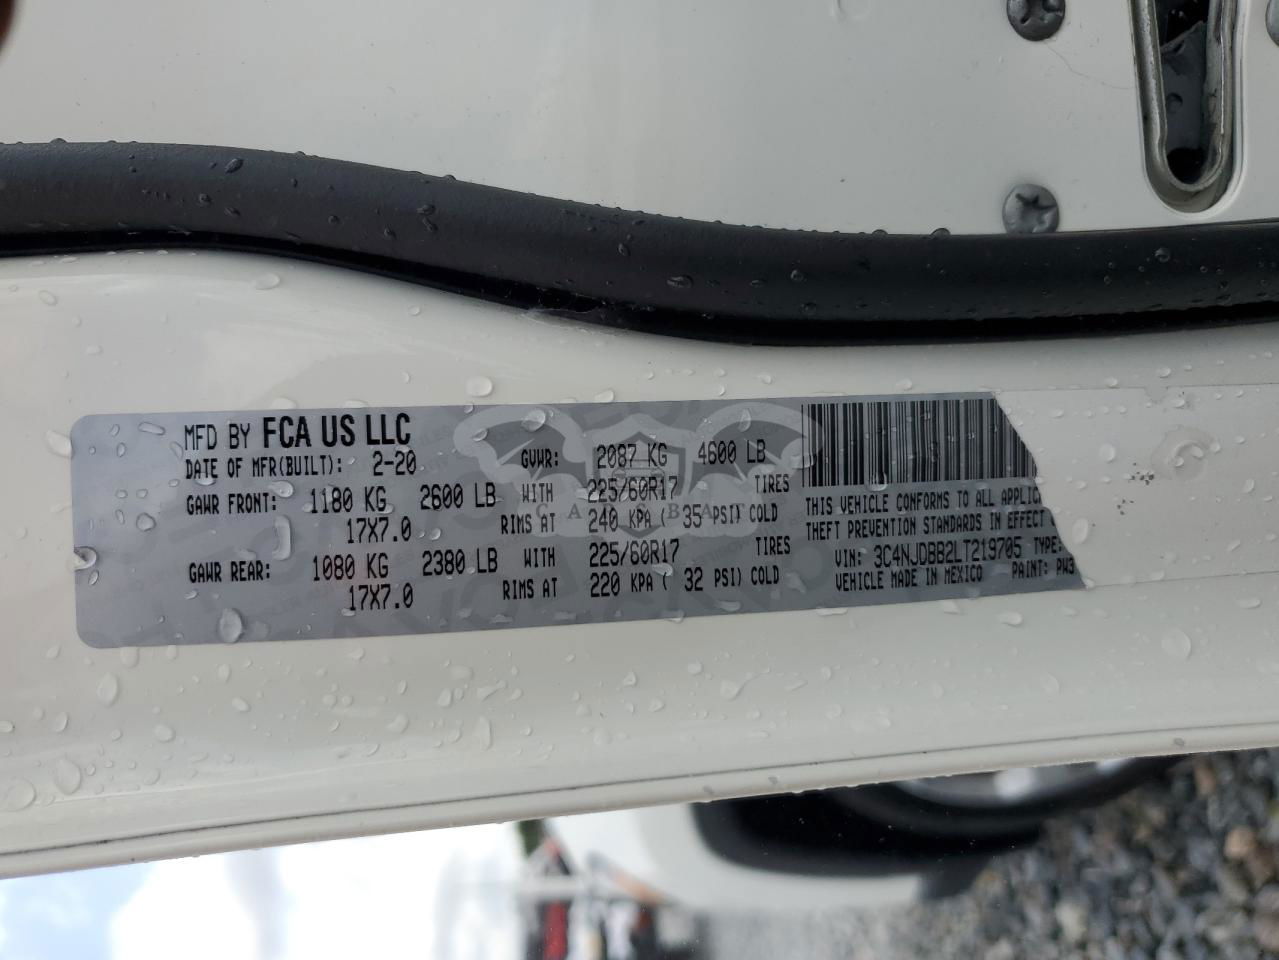 MFD BY FCA US LLC
DATE OF MFR(BUILT): 2-20 GVWR: 2087 KG 4600 LB
GAWR FRONT: 1180 KG 2600 LB WITH 225/60R17 TIRES
17X7.0 RIMS AT 240 KPA ( 35 PSI) COLD
GAWR REAR: 1080 KG 2380 LB WITH 225/60R17 TIRES
17X7.0 RIMS AT 220 KPA ( 32 PSI) COLD
THIS VEHICLE CONFORMS TO ALL APPLIC
THEFT PREVENTION STANDARDS IN EFFECT
VIN: 3C4NJDBB2LT219705 TYPE:
VEHICLE MADE IN MEXICO PAINT: PW3